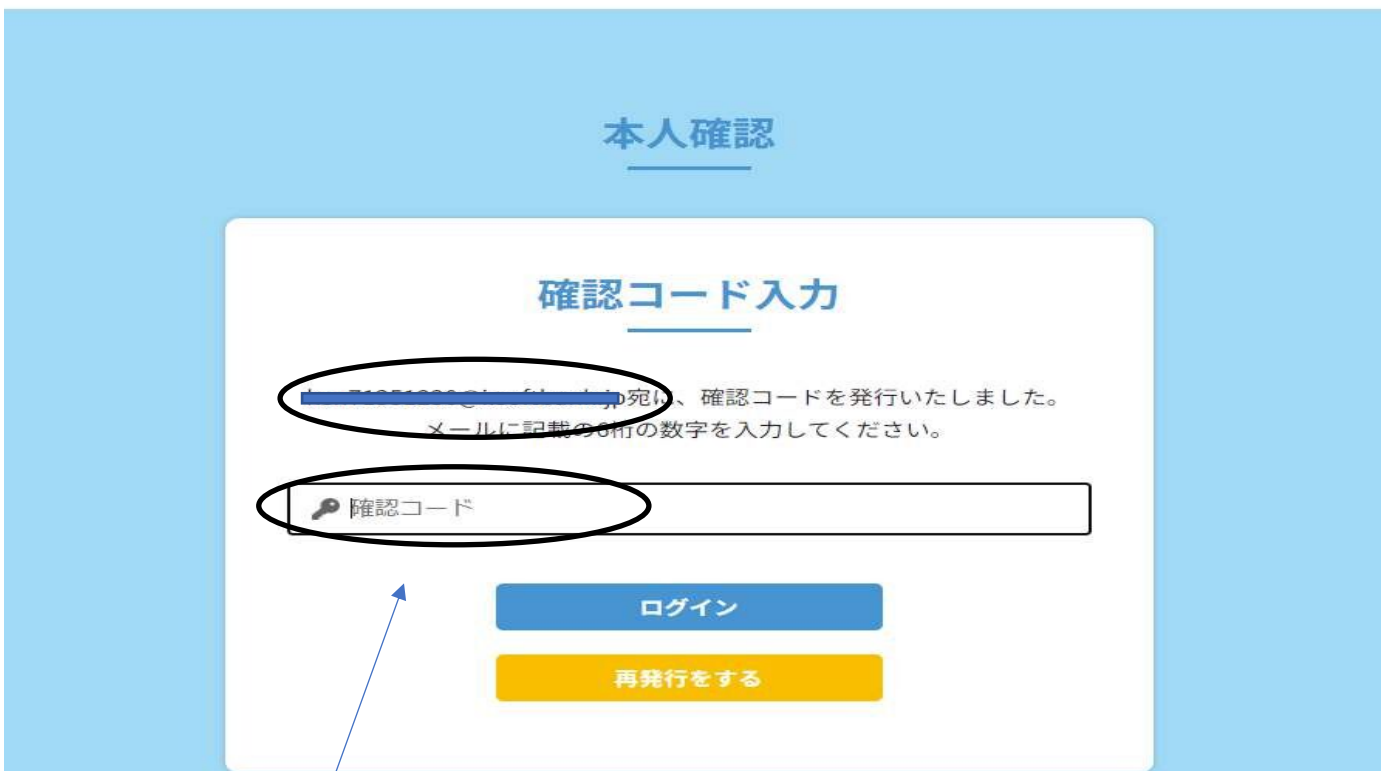 本人確認
確認コード入力
宛に、確認コードを発行いたしました。
メールに記載の6桁の数字を入力してください。
確認コード
ログイン
再発行をする